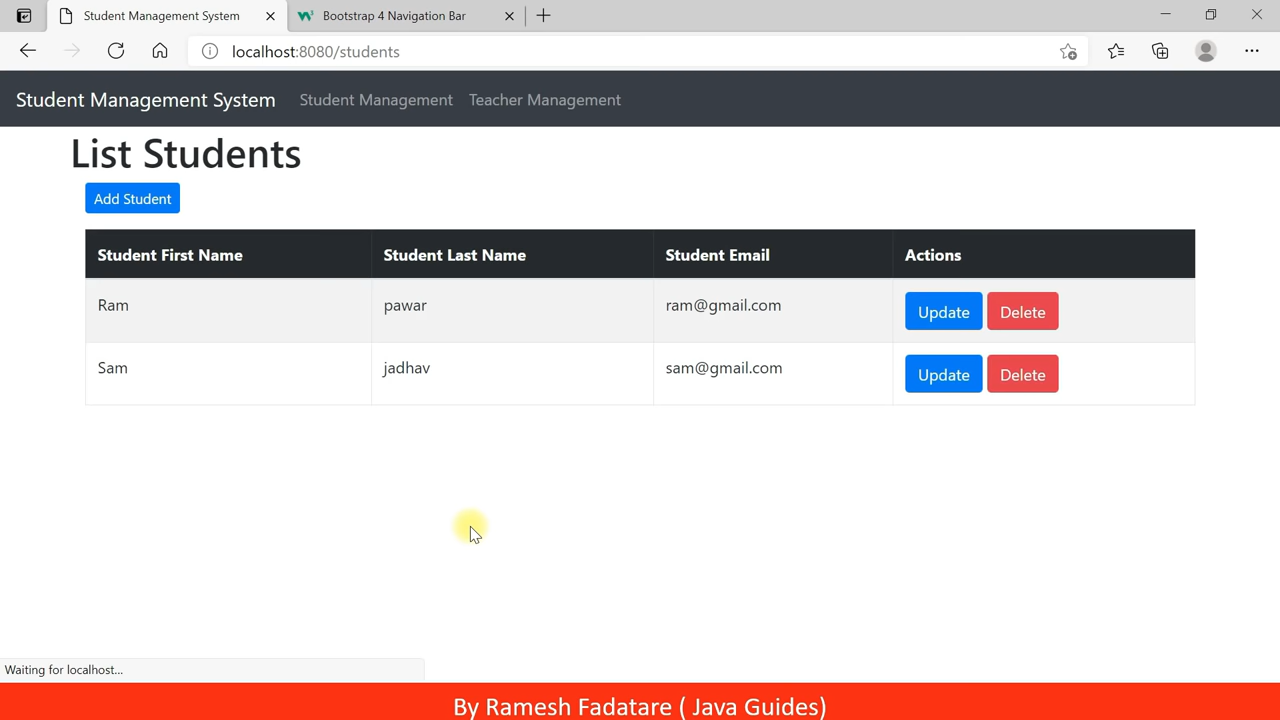 Student Management System
Bootstrap 4 Navigation Bar
localhost:8080/students
Student Management System Student Management Teacher Management
List Students
Add Student
Student First Name Student Last Name Student Email Actions
Ram pawar ram@gmail.com Update Delete
Sam jadhav sam@gmail.com Update Delete
Waiting for localhost...
By Ramesh Fadatare ( Java Guides)